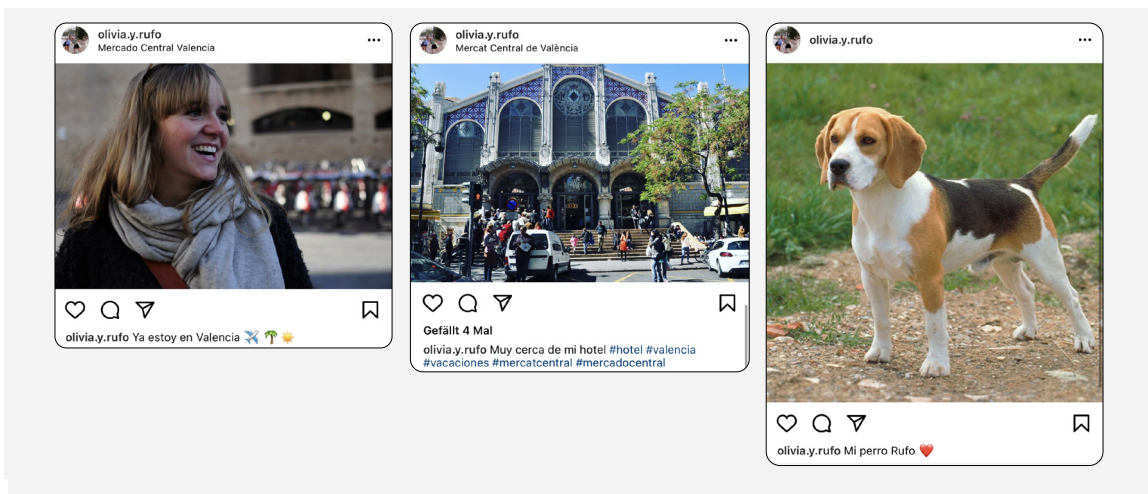 olivia.y.rufo
Mercado Central Valencia
olivia.y.rufo Ya estoy en Valencia ✈️ 🌴 ☀️
olivia.y.rufo
Mercat Central de València
Gefällt 4 Mal
olivia.y.rufo Muy cerca de mi hotel #hotel #valencia
#vacaciones #mercatcentral #mercadocentral
olivia.y.rufo
olivia.y.rufo Mi perro Rufo ❤️